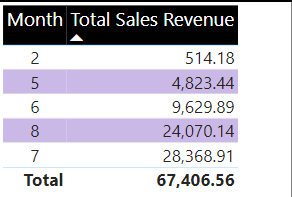 Month Total Sales Revenue
2 514.18
5 4,823.44
6 9,629.89
8 24,070.14
7 28,368.91
Total 67,406.56